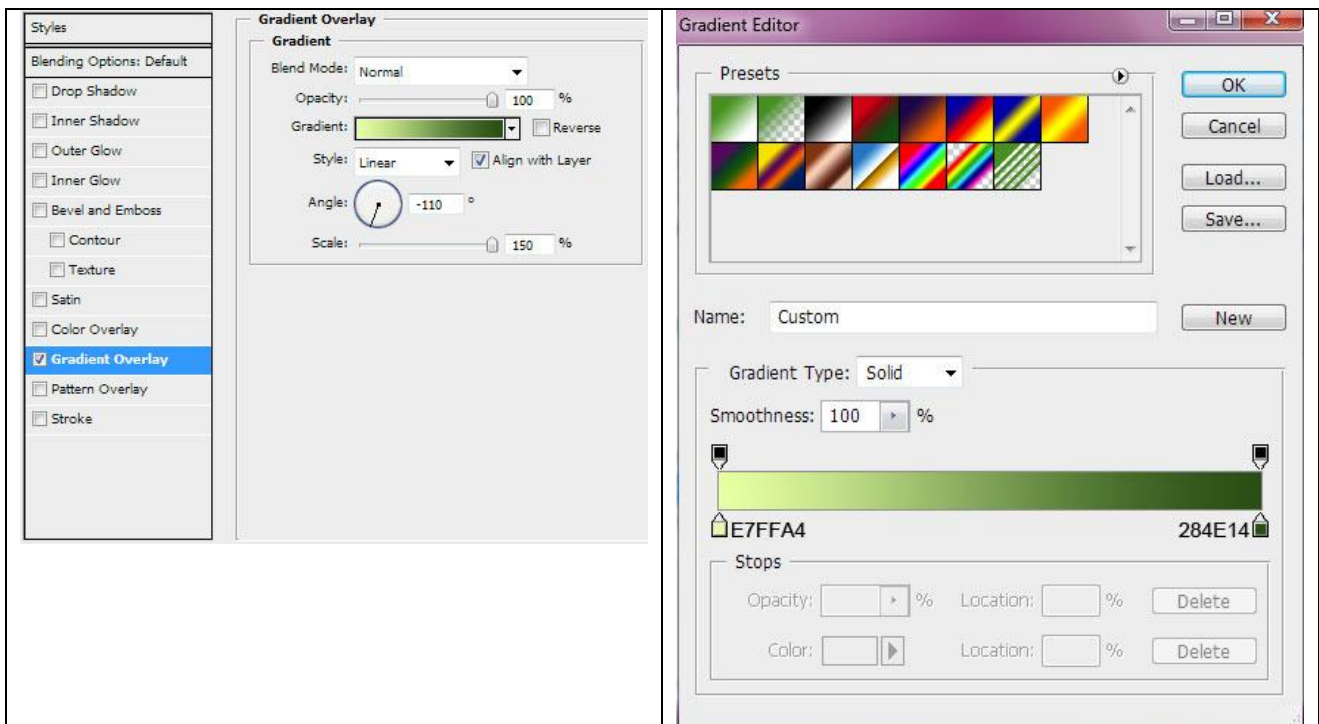 Styles
Blending Options: Default
Drop Shadow
Inner Shadow
Outer Glow
Inner Glow
Bevel and Emboss
Contour
Texture
Satin
Color Overlay
Gradient Overlay
Pattern Overlay
Stroke
Gradient Overlay
Gradient
Blend Mode: Normal
Opacity: 100 %
Gradient: Reverse
Style: Linear Align with Layer
Angle: -110 °
Scale: 150 %
Gradient Editor
Presets
OK
Cancel
Load...
Save...
Name: Custom New
Gradient Type: Solid
Smoothness: 100 %
E7FFA4 284E14
Stops
Opacity: % Location: % Delete
Color: Location: % Delete